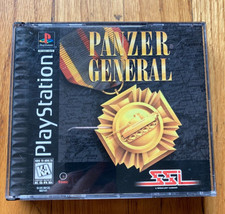 PlayStation
PANZER
GENERAL
SSI